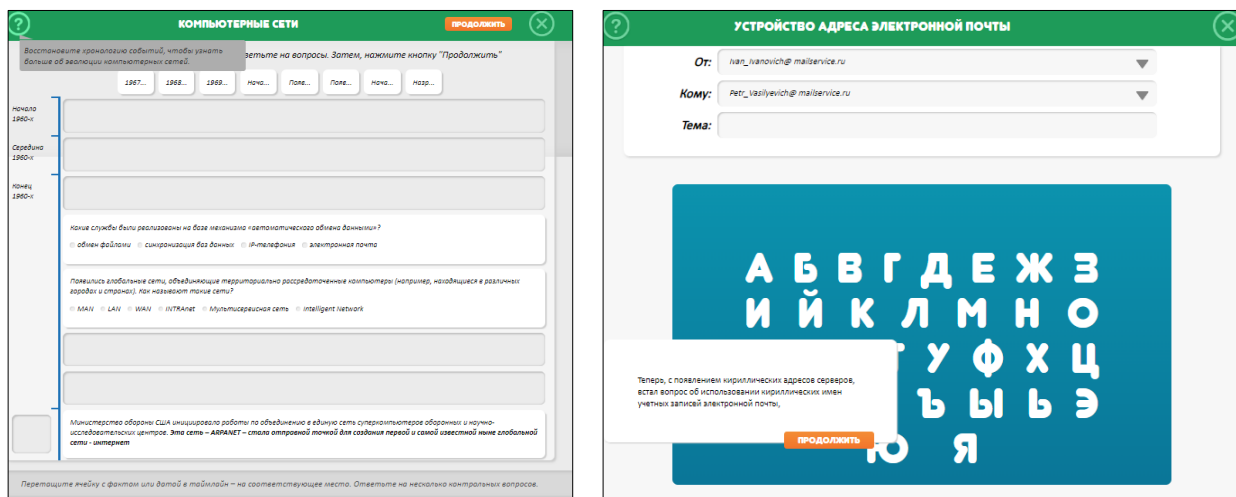 ?
КОМПЬЮТЕРНЫЕ СЕТИ
ПРОДОЛЖИТЬ
Восстановите хронологию событий, чтобы узнать
больше об эволюции компьютерных сетей.
ответьте на вопросы. Затем, нажмите кнопку "Продолжить"
1967... 1968... 1969... Нача... Появ... Появ... Нача... Назр...
Начало
1960-х
Середина
1960-х
Конец
1960-х
Какие службы были реализованы на базе механизма «автоматического обмена данными»?
обмен файлами синхронизация баз данных IP-телефония электронная почта
Появились глобальные сети, объединяющие территориально рассредоточенные компьютеры (например, находящиеся в различных
городах и странах). Как называют такие сети?
MAN LAN WAN INTRAnet Мультисервисная сеть Intelligent Network
Министерство обороны США инициировало работы по объединению в единую сеть суперкомпьютеров оборонных и научно-
исследовательских центров. Эта сеть – ARPANET – стала отправной точкой для создания первой и самой известной ныне глобальной
сети - интернет
Перетащите ячейку с фактом или датой в таймлайн – на соответствующее место. Ответьте на несколько контрольных вопросов.
?
УСТРОЙСТВО АДРЕСА ЭЛЕКТРОННОЙ ПОЧТЫ
От: Ivan_Ivanovich@ mailservice.ru
Кому: Petr_Vasilyevich@ mailservice.ru
Тема:
А Б В Г Д Е Ж З
И Й К Л М Н О
У Ф Х Ц
Ъ Ы Ь Э
Ю Я
Теперь, с появлением кириллических адресов серверов,
встал вопрос об использовании кириллических имен
учетных записей электронной почты,
ПРОДОЛЖИТЬ